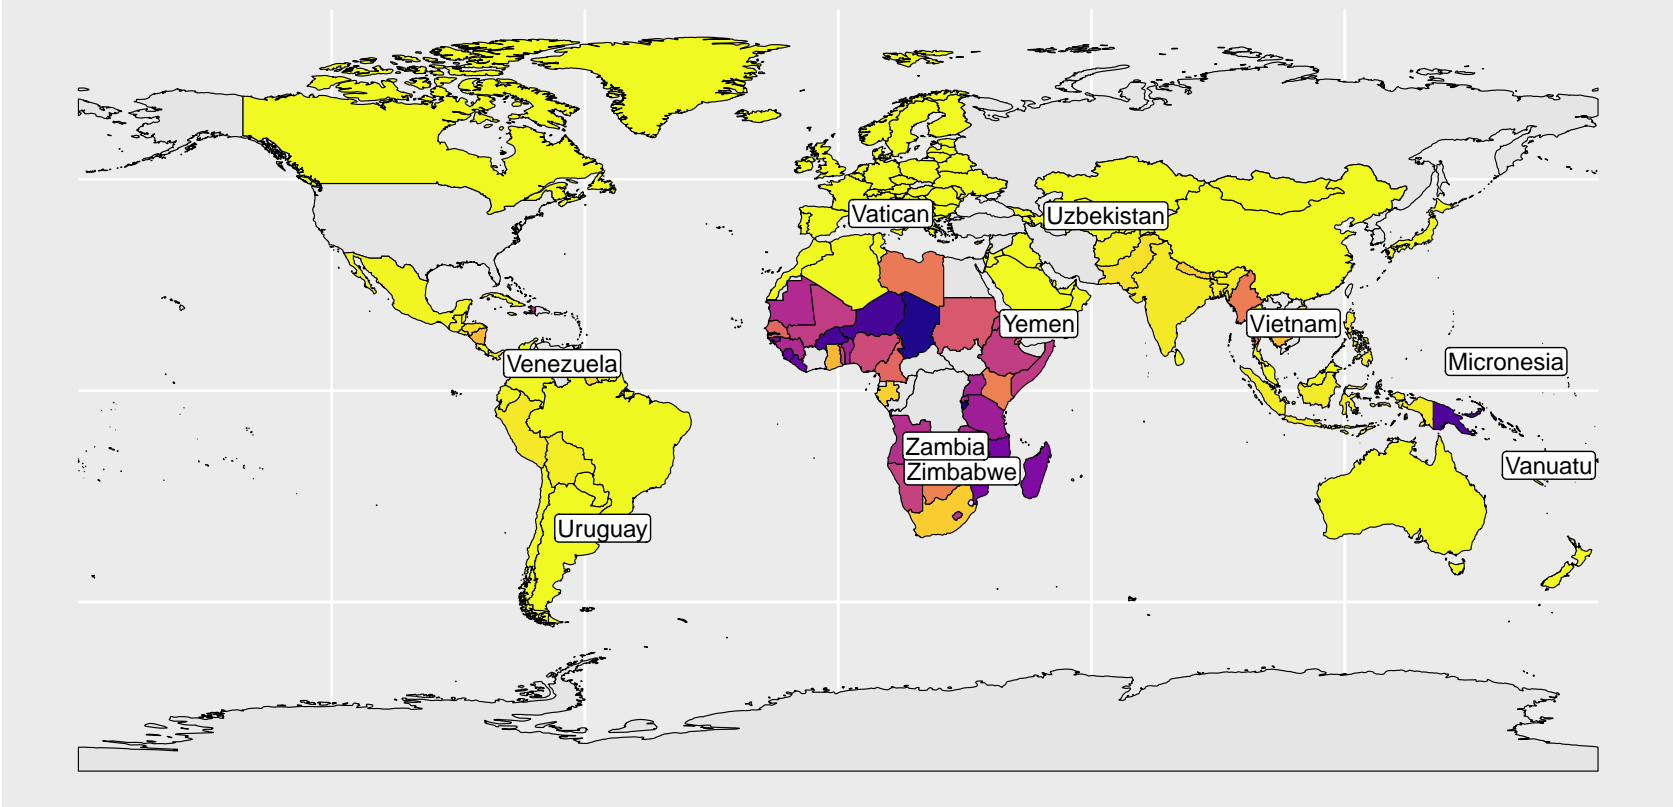 Vatican
Uzbekistan
Yemen
Vietnam
Venezuela
Micronesia
Zambia
Zimbabwe
Vanuatu
Uruguay